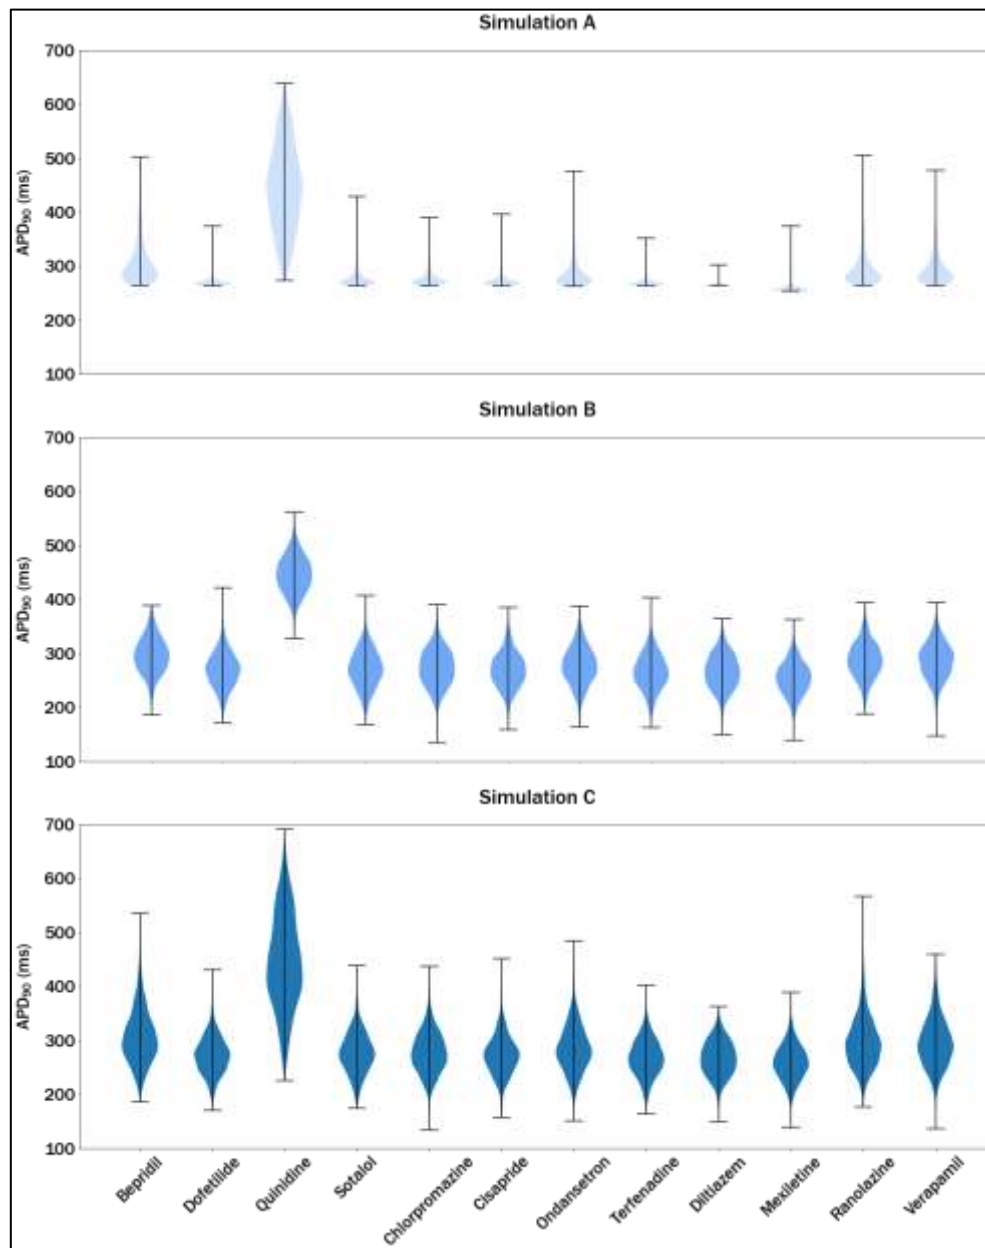 Simulation A
700
600
500
400
300
200
100
APD₉₀ (ms)
Simulation B
700
600
500
400
300
200
100
APD₉₀ (ms)
Simulation C
700
600
500
400
300
200
100
APD₉₀ (ms)
Bepridil
Dofetilide
Quinidine
Sotalol
Chlorpromazine
Cisapride
Ondansetron
Terfenadine
Diltiazem
Mexiletine
Ranolazine
Verapamil